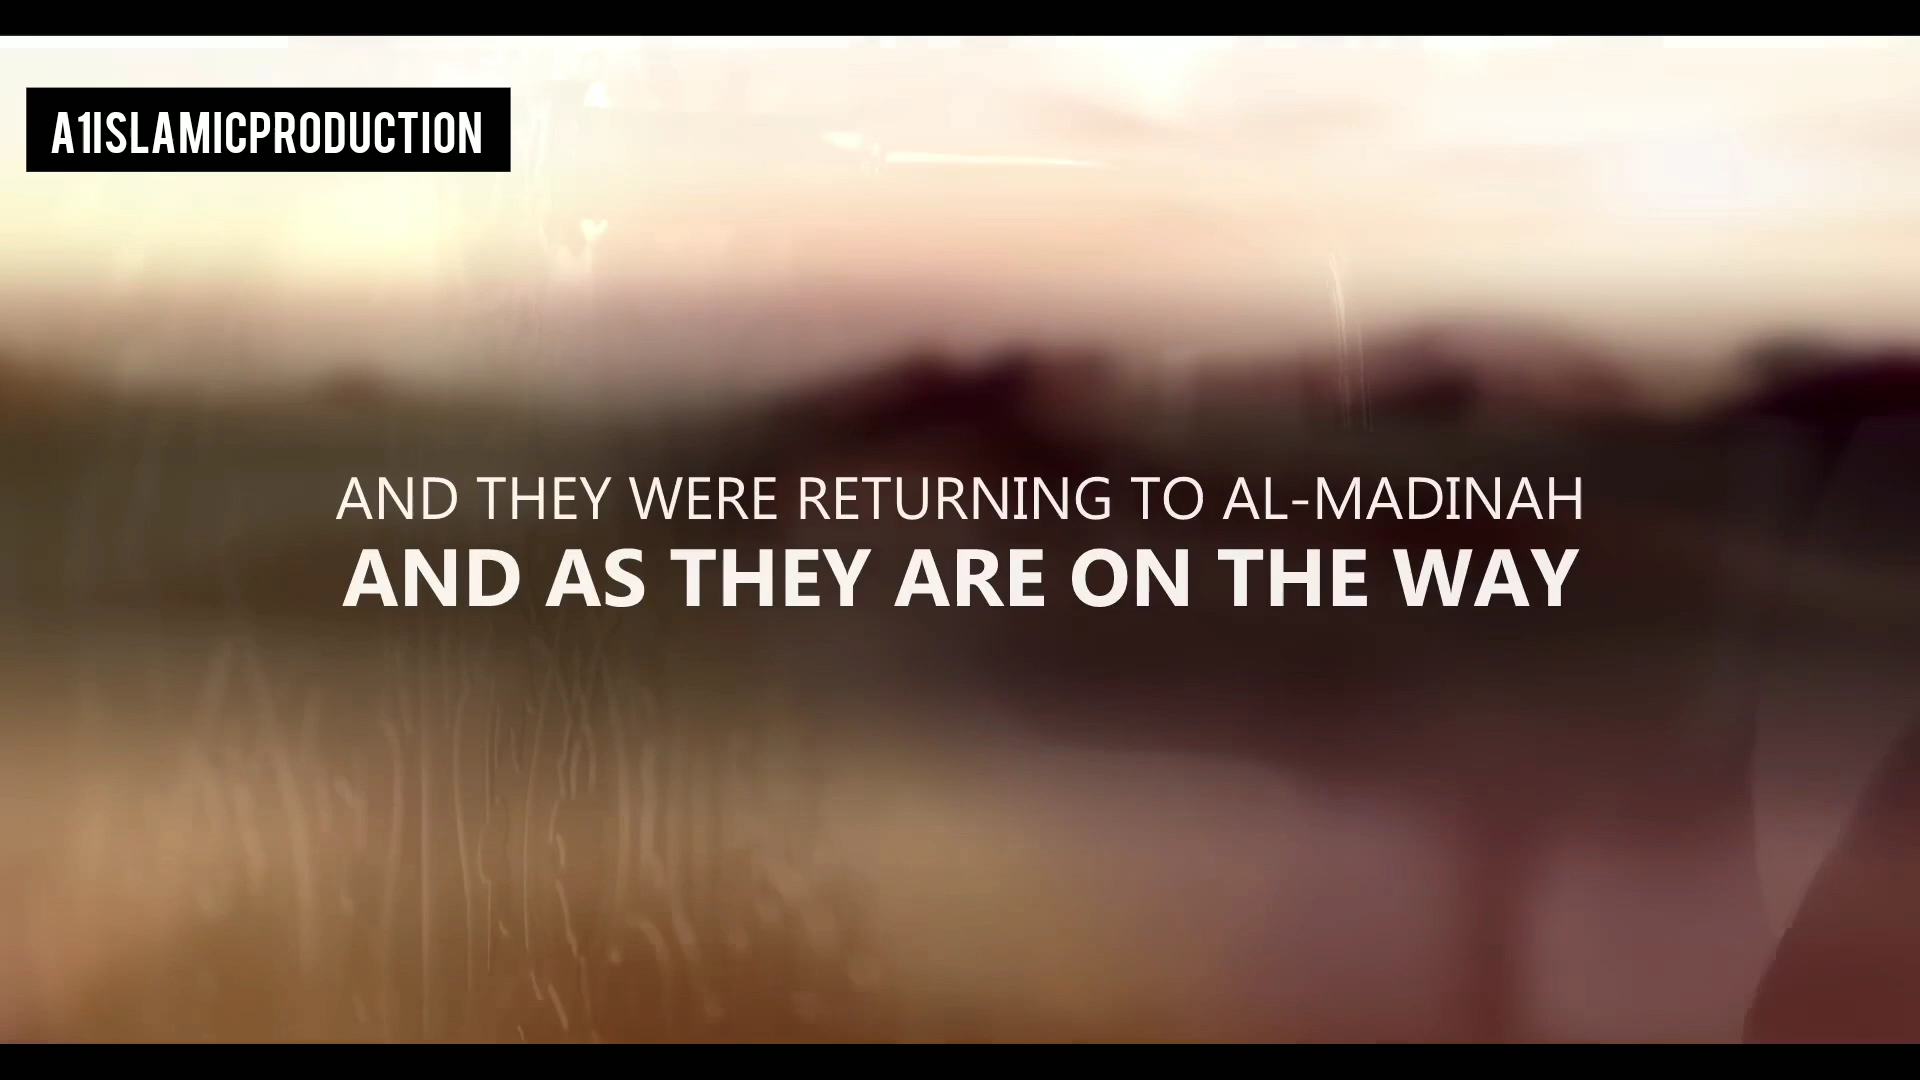 A1ISLAMICPRODUCTION
AND THEY WERE RETURNING TO AL-MADINAH
AND AS THEY ARE ON THE WAY